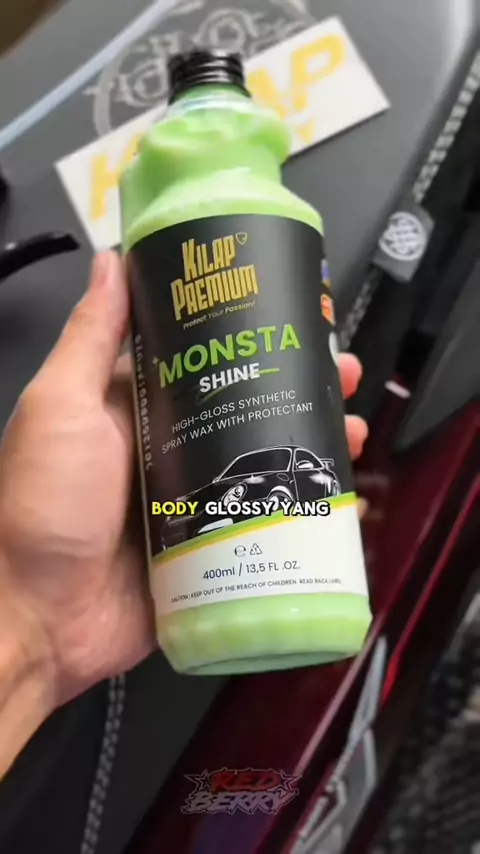 KILAP
PREMIUM
Protect Your Passion!
MONSTA
SHINE
HIGH-GLOSS SYNTHETIC
SPRAY WAX WITH PROTECTANT
BODY GLOSSY YANG
400ml / 13,5 FL .OZ.
CAUTION : KEEP OUT OF THE REACH OF CHILDREN. READ BACK LABEL
RED
BERRY